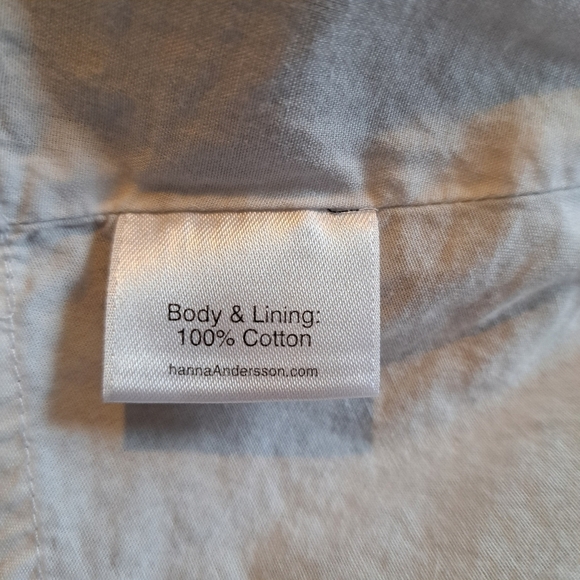 Body & Lining:
100% Cotton
hannaAndersson.com